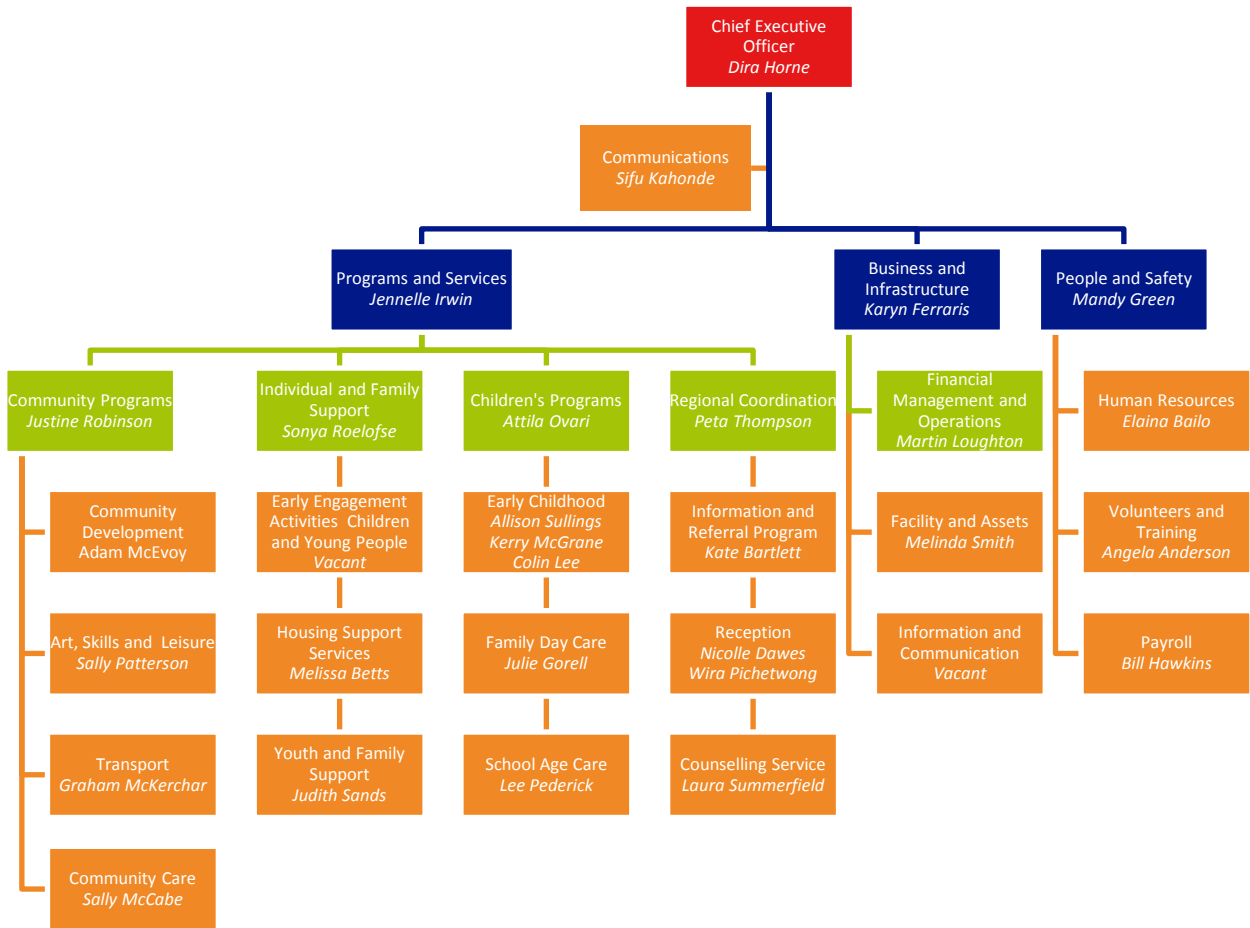 Chief Executive
Officer
Dira Horne
Communications
Sifu Kahonde
Programs and Services
Jennelle Irwin
Business and
Infrastructure
Karyn Ferraris
People and Safety
Mandy Green
Community Programs
Justine Robinson
Individual and Family
Support
Sonya Roelofse
Children's Programs
Attila Ovari
Regional Coordination
Peta Thompson
Financial
Management and
Operations
Martin Loughton
Human Resources
Elaina Bailo
Community
Development
Adam McEvoy
Early Engagement
Activities  Children
and Young People
Vacant
Early Childhood
Allison Sullings
Kerry McGrane
Colin Lee
Information and
Referral Program
Kate Bartlett
Facility and Assets
Melinda Smith
Volunteers and
Training
Angela Anderson
Art, Skills and  Leisure
Sally Patterson
Housing Support
Services
Melissa Betts
Family Day Care
Julie Gorell
Reception
Nicolle Dawes
Wira Pichetwong
Information and
Communication
Vacant
Payroll
Bill Hawkins
Transport
Graham McKerchar
Youth and Family
Support
Judith Sands
School Age Care
Lee Pederick
Counselling Service
Laura Summerfield
Community Care
Sally McCabe